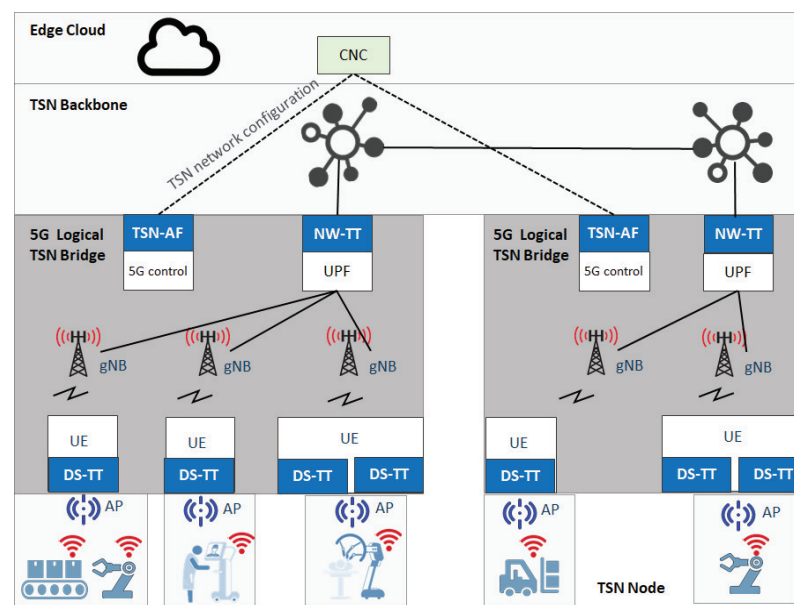 Edge Cloud
CNC
TSN Backbone
TSN network configuration
5G Logical
TSN Bridge
TSN-AF
5G control
NW-TT
UPF
5G Logical
TSN Bridge
TSN-AF
5G control
NW-TT
UPF
gNB
gNB
gNB
gNB
gNB
UE
DS-TT
UE
DS-TT
UE
DS-TT
DS-TT
UE
DS-TT
UE
DS-TT
DS-TT
AP
AP
AP
AP
AP
TSN Node